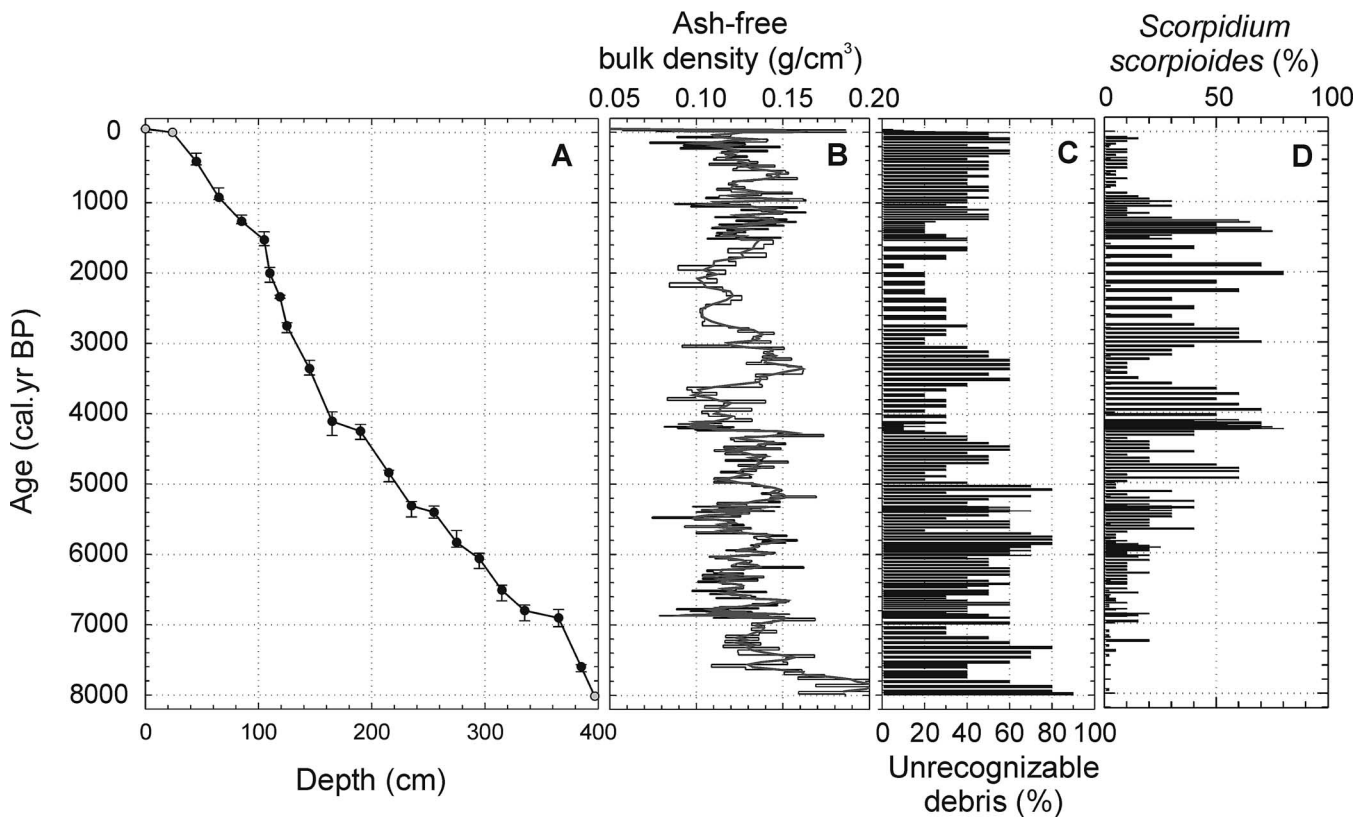 Ash-free
bulk density (g/cm³)
0.05 0.10 0.15 0.20
Scorpidium
scorpioides (%)
0 50 100
A
B
C
D
Age (cal.yr BP)
0
1000
2000
3000
4000
5000
6000
7000
8000
0 100 200 300 400
Depth (cm)
0 20 40 60 80 100
Unrecognizable
debris (%)